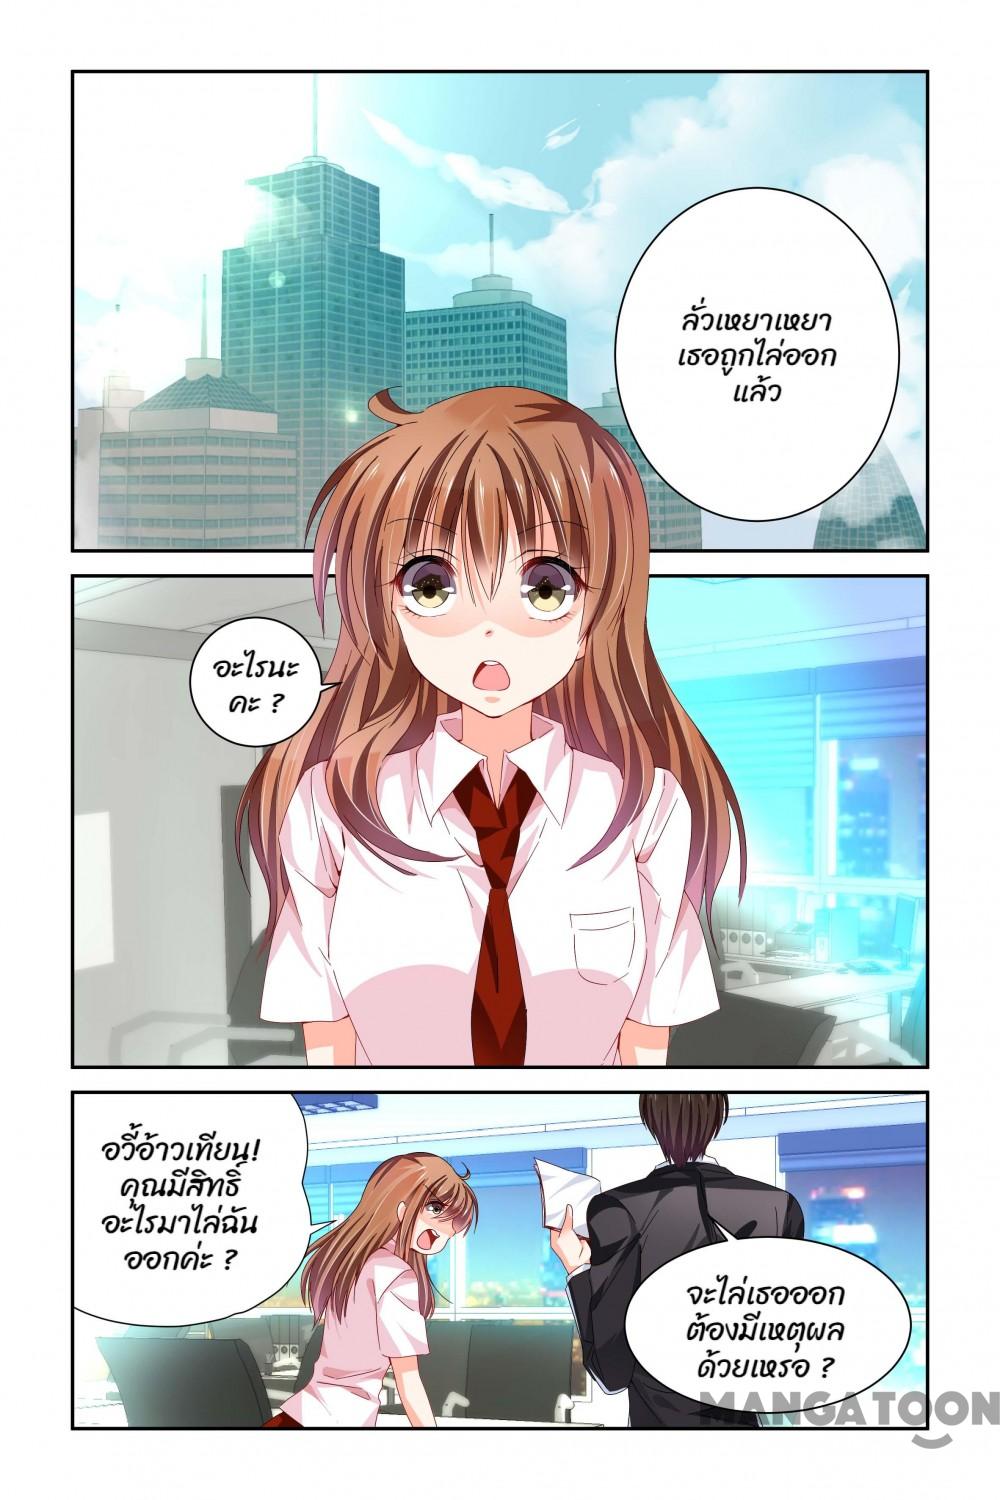 ลั่วเหยาเหยา
เธอถูกไล่ออก
แล้ว
อะไรนะ
คะ ?
อวี้อ้าวเทียน!
คุณมีสิทธิ์
อะไรมาไล่ฉัน
ออกค่ะ ?
จะไล่เธอออก
ต้องมีเหตุผล
ด้วยเหรอ ?
MANGATOON